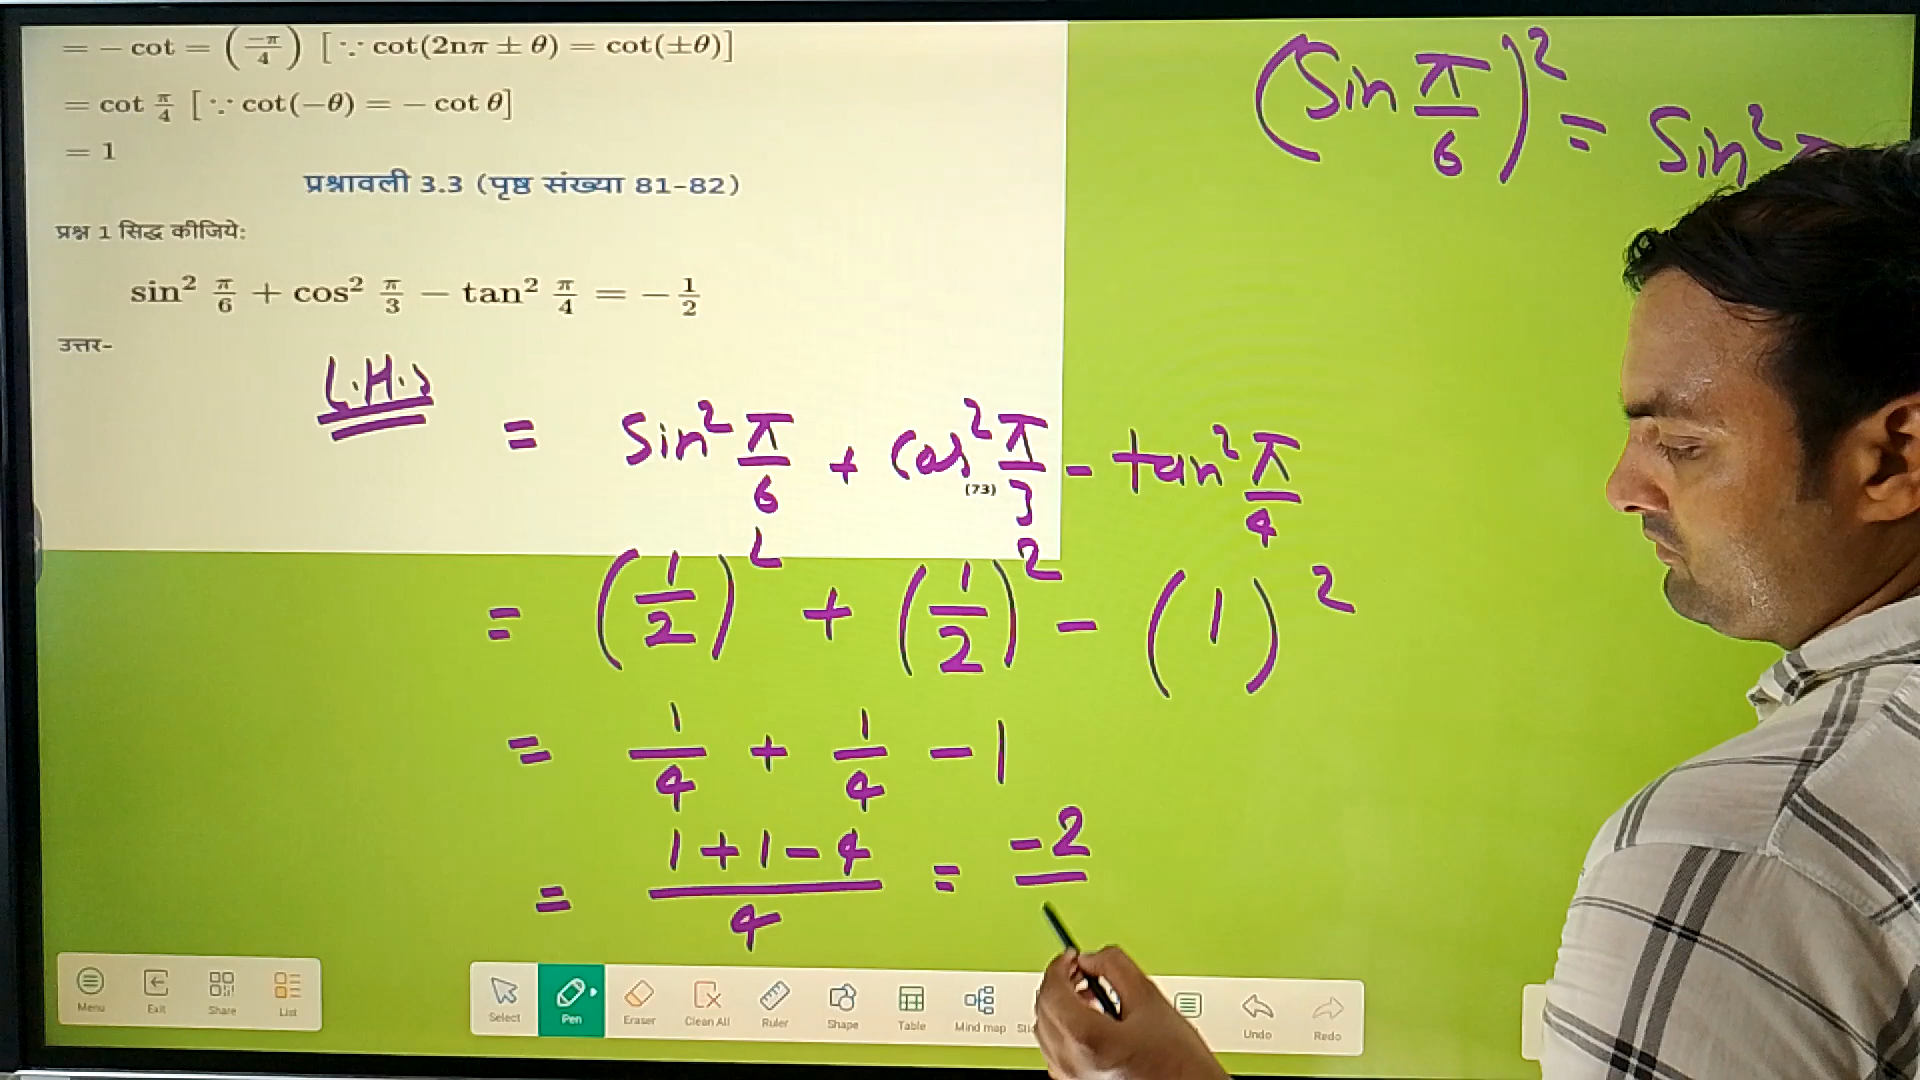 = − cot = (−π/4) [∵ cot(2nπ ± θ) = cot(±θ)]
= cot π/4 [∵ cot(−θ) = − cot θ]
= 1
प्रश्नावली 3.3 (पृष्ठ संख्या 81-82)
प्रश्न 1 सिद्ध कीजिये:
sin² π/6 + cos² π/3 − tan² π/4 = − 1/2
उत्तर-
(Sin π/6)² = Sin²
L.H.S
= Sin² π/6 + Cos² π/3 - tan² π/4
(73)
= (1/2)² + (1/2)² - (1)²
= 1/4 + 1/4 - 1
= 1+1-4/4 = -2
Menu Exit Share List
Select Pen Eraser Clean All Ruler Shape Table Mind map Undo Redo